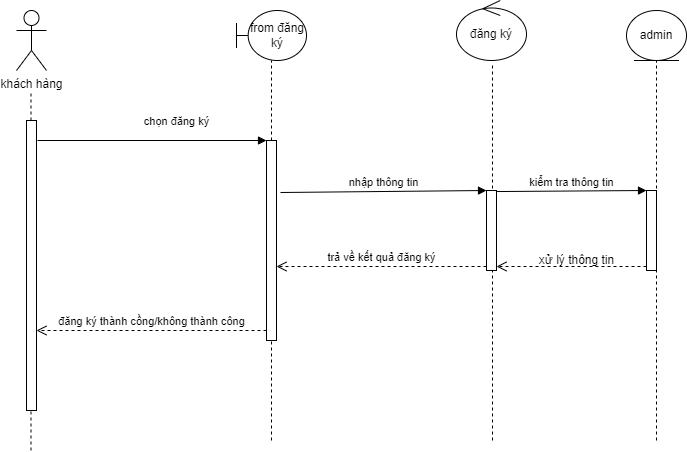 khách hàng
from đăng
ký
đăng ký
admin
chọn đăng ký
nhập thông tin
kiểm tra thông tin
trả về kết quả đăng ký
xử lý thông tin
đăng ký thành cồng/không thành công